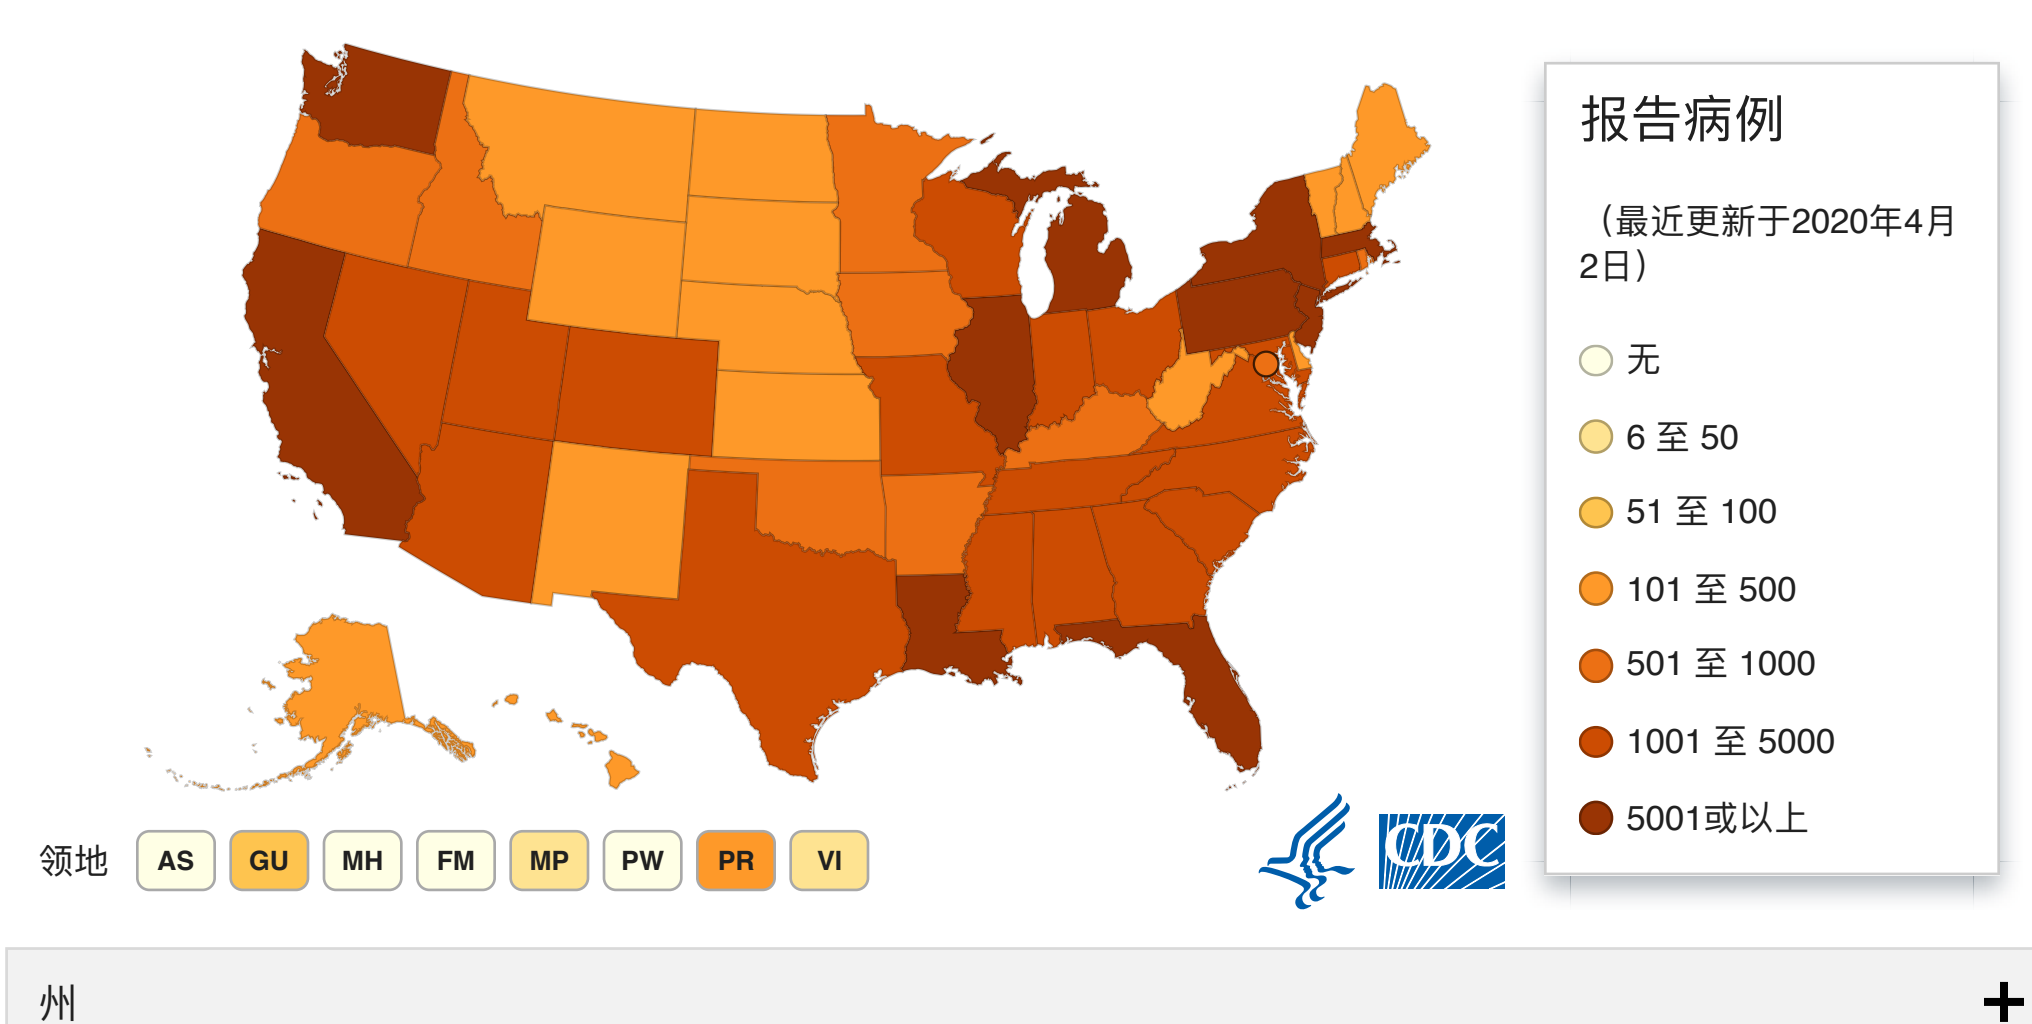 报告病例
（最近更新于2020年4月
2日）
无
6 至 50
51 至 100
101 至 500
501 至 1000
1001 至 5000
5001或以上
领地 AS GU MH FM MP PW PR VI
CDC
州 +